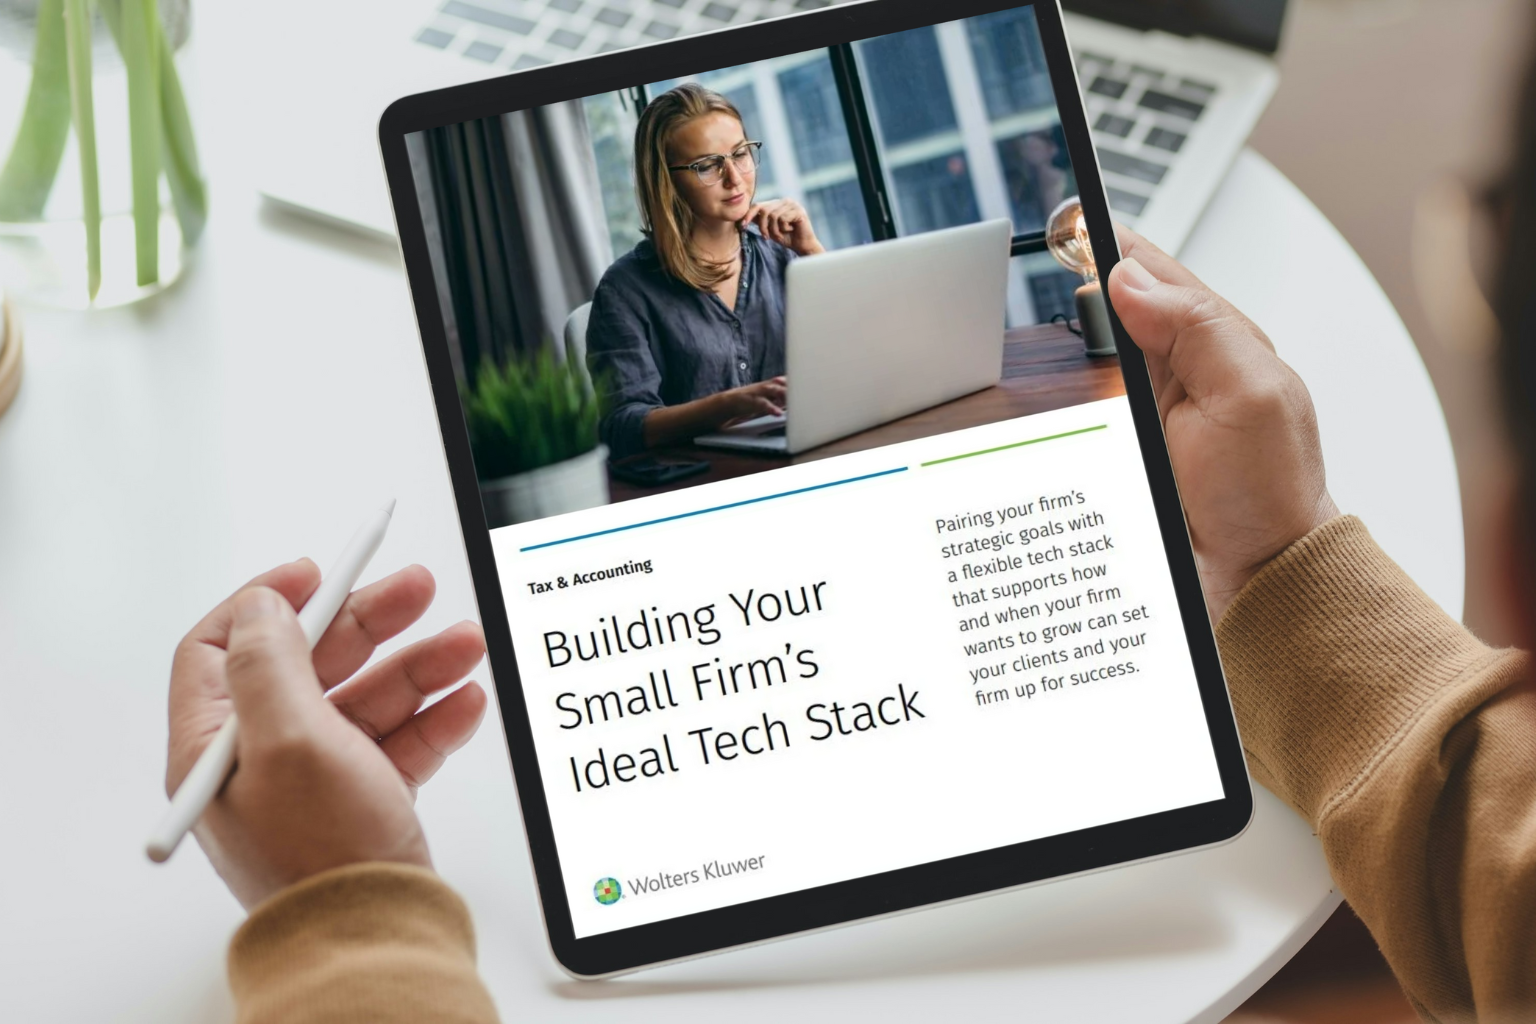 Tax & Accounting
Building Your
Small Firm's
Ideal Tech Stack
Pairing your firm's
strategic goals with
a flexible tech stack
that supports how
and when your firm
wants to grow can set
your clients and your
firm up for success.
Wolters Kluwer